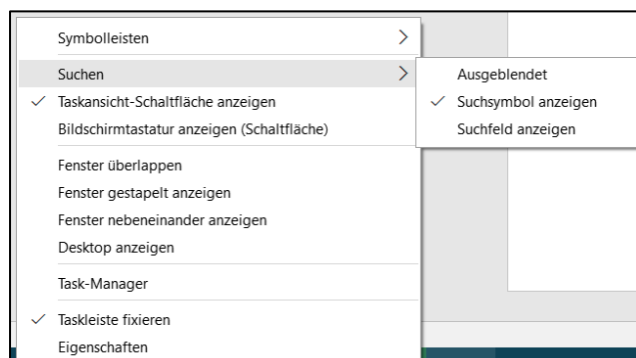 Symbolleisten
Suchen
Taskansicht-Schaltfläche anzeigen
Bildschirmtastatur anzeigen (Schaltfläche)
Fenster überlappen
Fenster gestapelt anzeigen
Fenster nebeneinander anzeigen
Desktop anzeigen
Task-Manager
Taskleiste fixieren
Eigenschaften
Ausgeblendet
Suchsymbol anzeigen
Suchfeld anzeigen